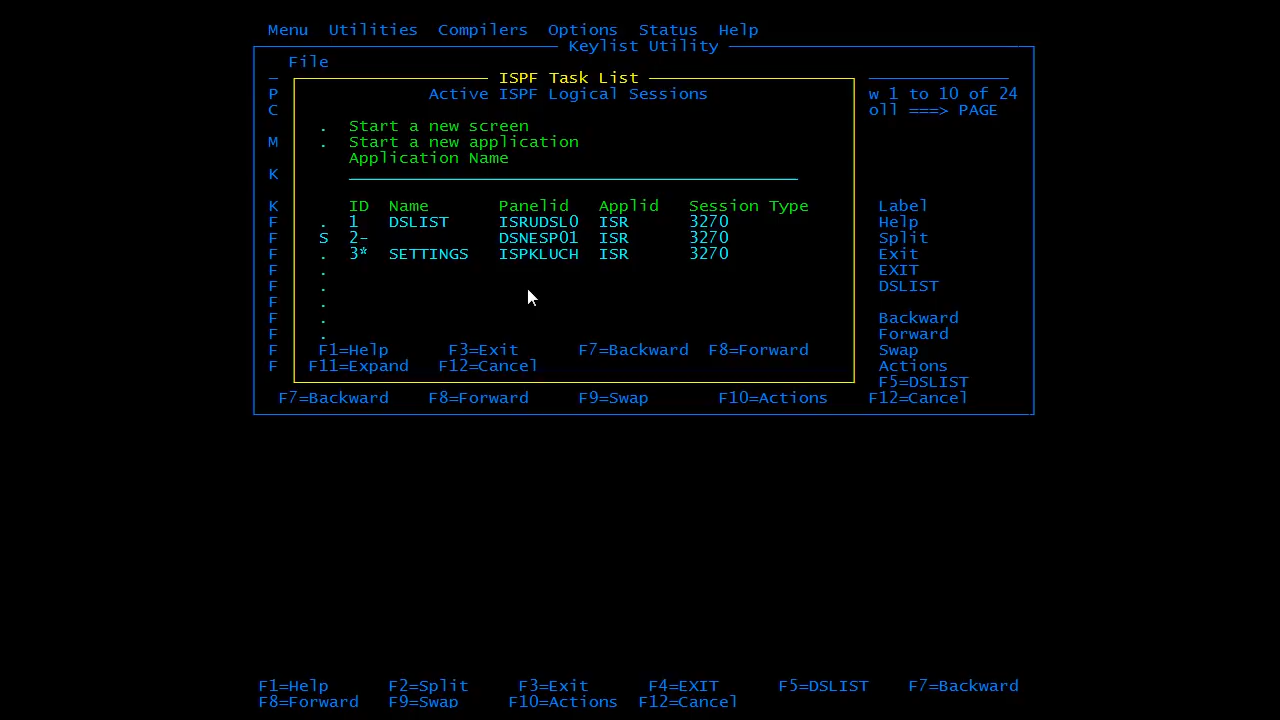 Menu Utilities Compilers Options Status Help
Keylist Utility
File
ISPF Task List
P Active ISPF Logical Sessions w 1 to 10 of 24
C oll ===> PAGE
. Start a new screen
M . Start a new application
Application Name
K
K ID Name Panelid Applid Session Type Label
F . 1 DSLIST ISRUDSL0 ISR 3270 Help
F S 2- DSNESP01 ISR 3270 Split
F . 3* SETTINGS ISPKLUCH ISR 3270 Exit
F . EXIT
F . DSLIST
F .
F . Backward
F . Forward
F F1=Help F3=Exit F7=Backward F8=Forward Swap
F F11=Expand F12=Cancel Actions
F5=DSLIST
F7=Backward F8=Forward F9=Swap F10=Actions F12=Cancel
F1=Help F2=Split F3=Exit F4=EXIT F5=DSLIST F7=Backward
F8=Forward F9=Swap F10=Actions F12=Cancel